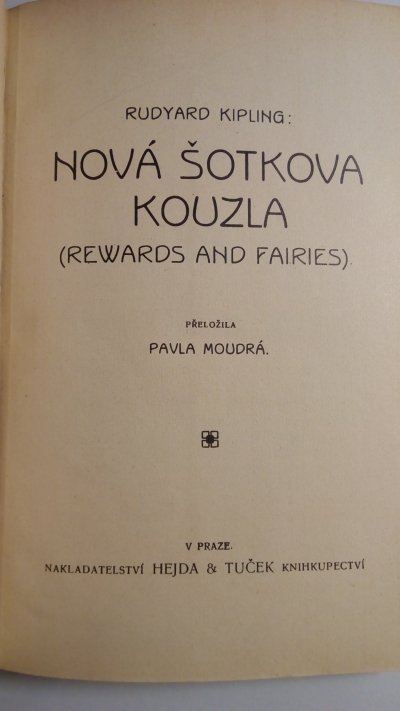 RUDYARD KIPLING:
NOVÁ ŠOTKOVA
KOUZLA
(REWARDS AND FAIRIES).
PŘELOŽILA
PAVLA MOUDRÁ.
V PRAZE.
NAKLADATELSTVÍ HEJDA & TUČEK KNIHKUPECTVÍ